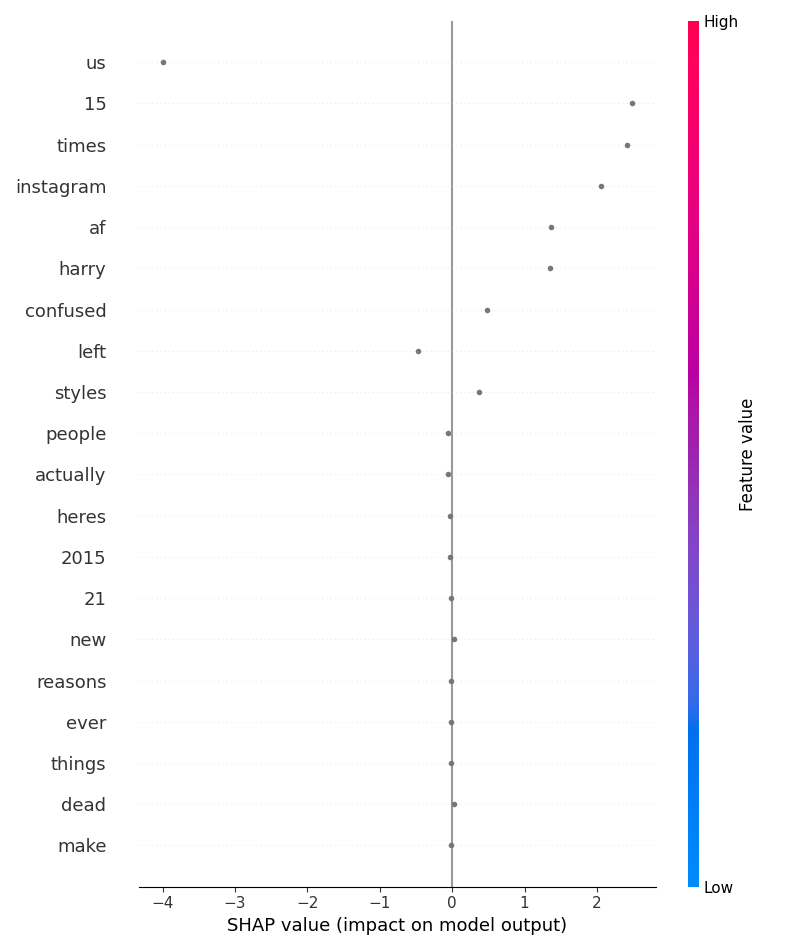 High
us
15
times
instagram
af
harry
confused
left
styles
people
actually
heres
2015
21
new
reasons
ever
things
dead
make
Feature value
Low
−4 −3 −2 −1 0 1 2
SHAP value (impact on model output)